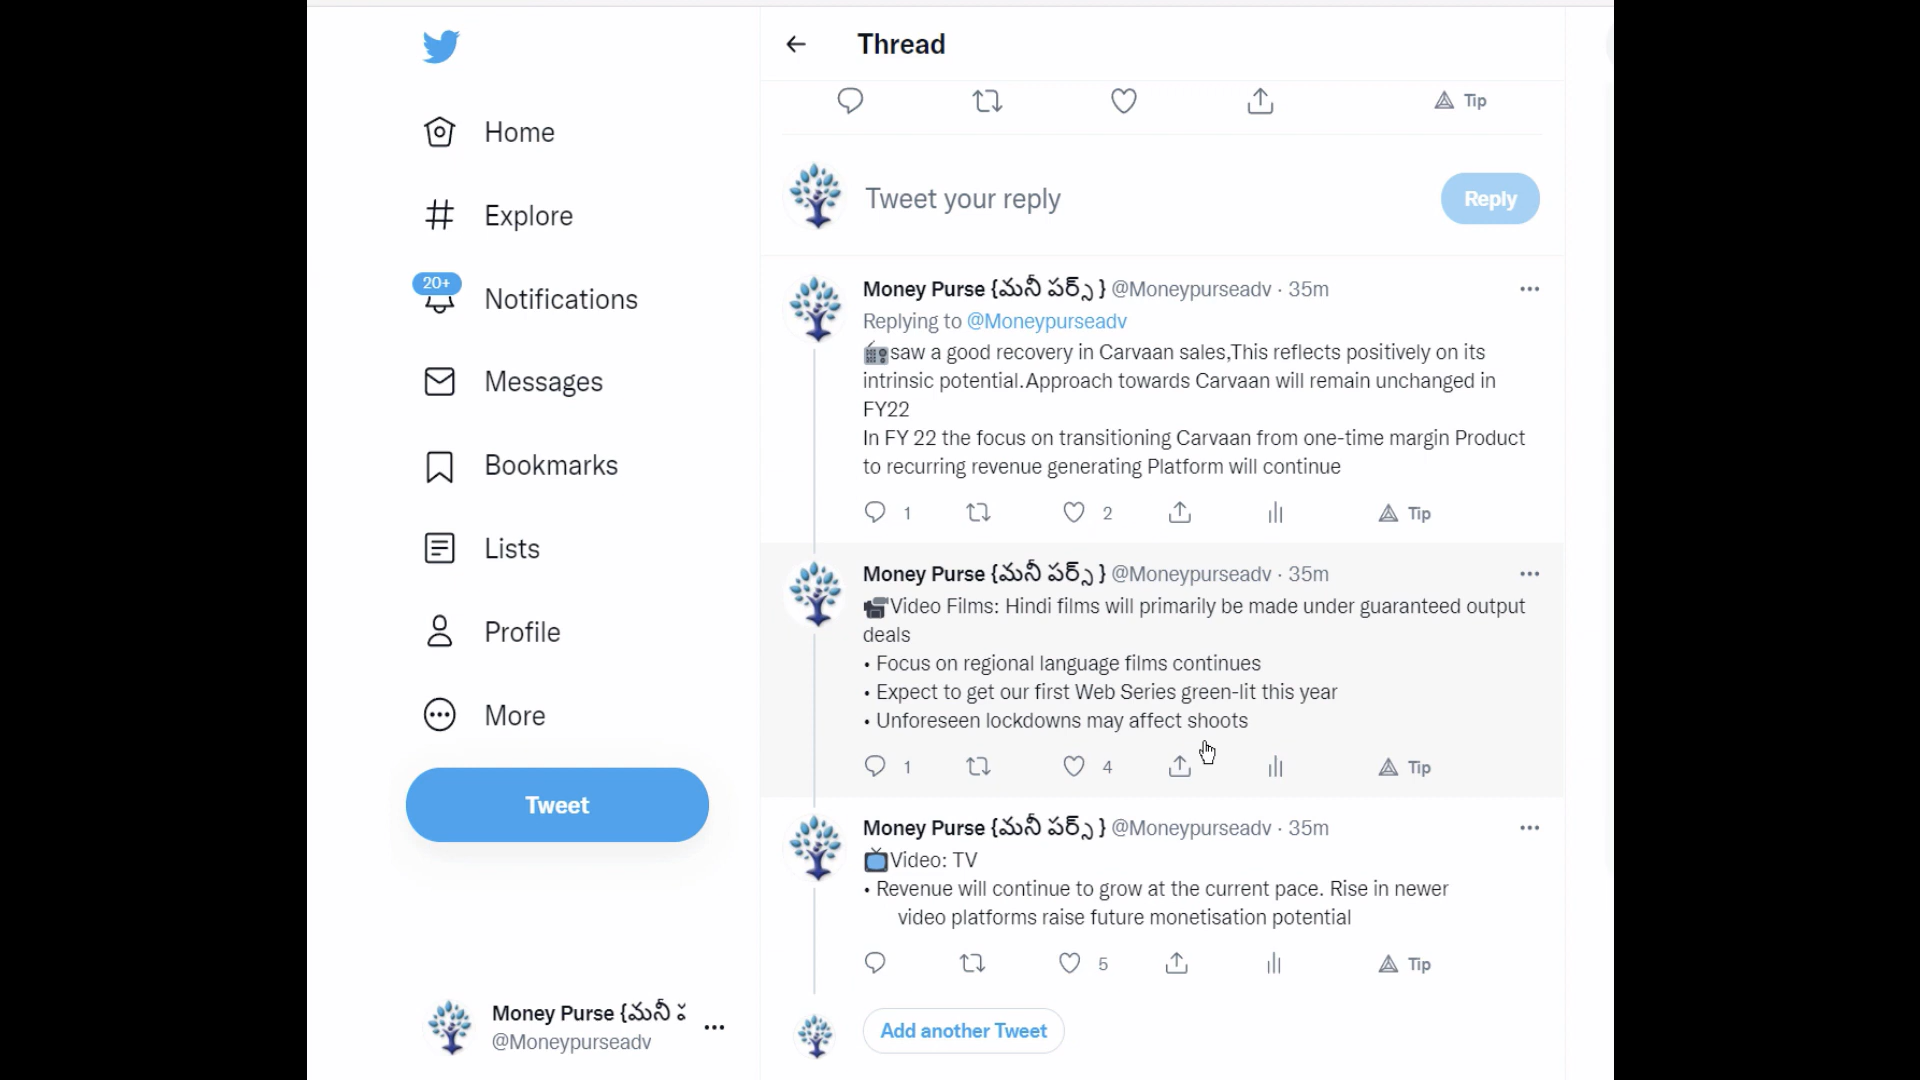 Thread
Tip
Home
Explore
20+
Notifications
Messages
Bookmarks
Lists
Profile
More
Tweet
Money Purse {మనీ ప
@Moneypurseadv
Tweet your reply
Reply
Money Purse {మనీ పర్స్ } @Moneypurseadv · 35m
Replying to @Moneypurseadv
📻saw a good recovery in Carvaan sales,This reflects positively on its
intrinsic potential.Approach towards Carvaan will remain unchanged in
FY22
In FY 22 the focus on transitioning Carvaan from one-time margin Product
to recurring revenue generating Platform will continue
1 2 Tip
Money Purse {మనీ పర్స్ } @Moneypurseadv · 35m
📹Video Films: Hindi films will primarily be made under guaranteed output
deals
• Focus on regional language films continues
• Expect to get our first Web Series green-lit this year
• Unforeseen lockdowns may affect shoots
1 4 Tip
Money Purse {మనీ పర్స్ } @Moneypurseadv · 35m
📺Video: TV
• Revenue will continue to grow at the current pace. Rise in newer
video platforms raise future monetisation potential
5 Tip
Add another Tweet